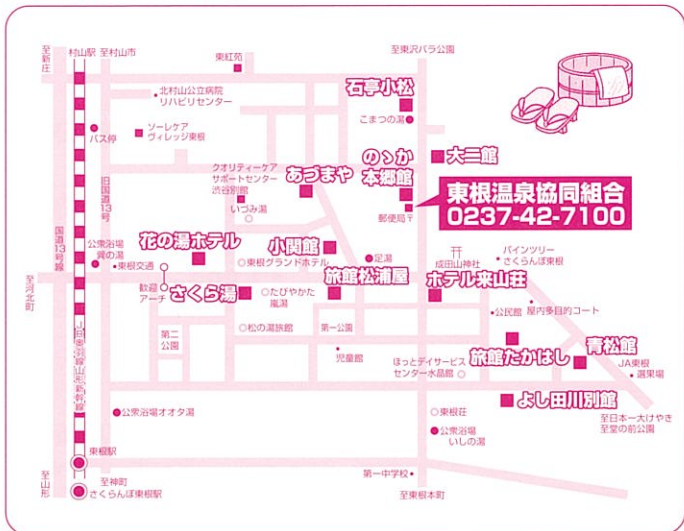 至新庄
村山駅
至村山市
東紅苑
至東沢バラ公園
北村山公立病院
リハビリセンター
石亭小松
こまつの湯
バス停
ソーレケア
ヴィレッジ東根
大二館
のゝか
本郷館
クオリティーケア
サポートセンター
渋谷別館
あづまや
いづみ湯
郵便局〒
東根温泉協同組合
0237-42-7100
旧国道13号
国道13号線
公衆浴場
巽の湯
東根交通
花の湯ホテル
小関館
東根グランドホテル
足湯
成田山神社
パインツリー
さくらんぼ東根
至河北町
歓迎
アーチ
さくら湯
たびやかた
嵐湯
旅館松浦屋
ホテル来山荘
公民館
屋内多目的コート
第二
公園
松の湯旅館
第一公園
児童館
ほっとデイサービス
センター水晶館
旅館たかはし
青松館
JA東根
選果場
JR奥羽線(山形新幹線)
よし田川別館
公衆浴場オオタ湯
東根荘
公衆浴場
いしの湯
至日本一大けやき
至堂の前公園
東根駅
第一中学校
至山形
至神町
さくらんぼ東根駅
至東根本町